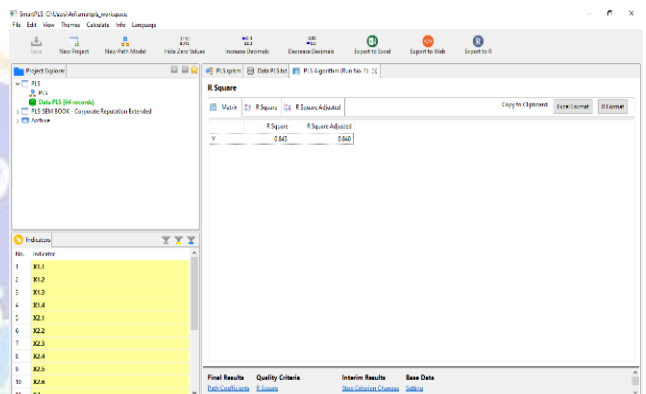 SmartPLS: C:\Users\Asframatpls_workspace
File Edit View Themes Calculate Info Language
Save New Project New Path Model Hide Zero Values Increase Decimals Decrease Decimals Export to Excel Export to Web Export to R
Project Explorer
PLS
PLS
Data PLS [64 records]
PLS-SEM BOOK - Corporate Reputation Extended
Archive
Indicators
No. Indicator
1 X1.1
2 X1.2
3 X1.3
4 X1.4
5 X2.1
6 X2.2
7 X2.3
8 X2.4
9 X2.5
10 X2.6
PLS.splsm Data PLS.txt PLS Algorithm (Run No. 1)
R Square
Matrix R Square R Square Adjusted Copy to Clipboard: Excel Format R Format
R Square R Square Adjusted
Y 0.840
Final Results Quality Criteria Interim Results Base Data
Path Coefficients R Square Stop Criterion Changes Setting